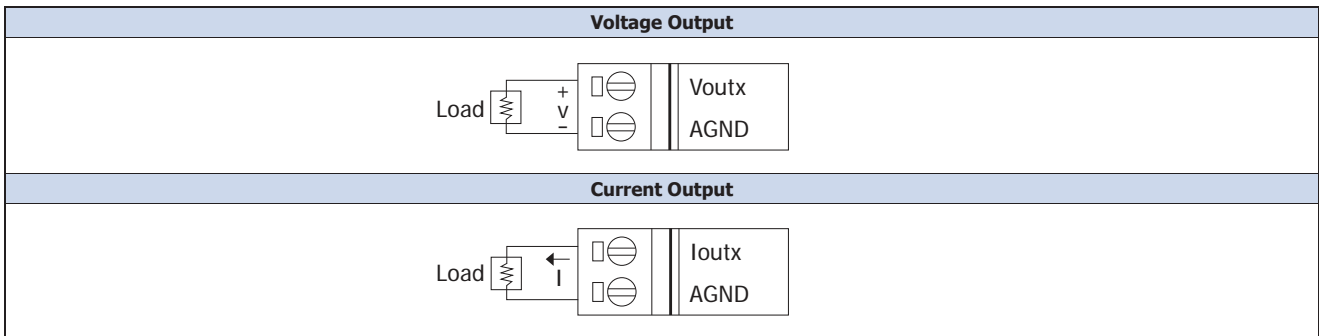 Voltage Output
Load
+
V
–
Voutx
AGND
Current Output
Load
I
Ioutx
AGND